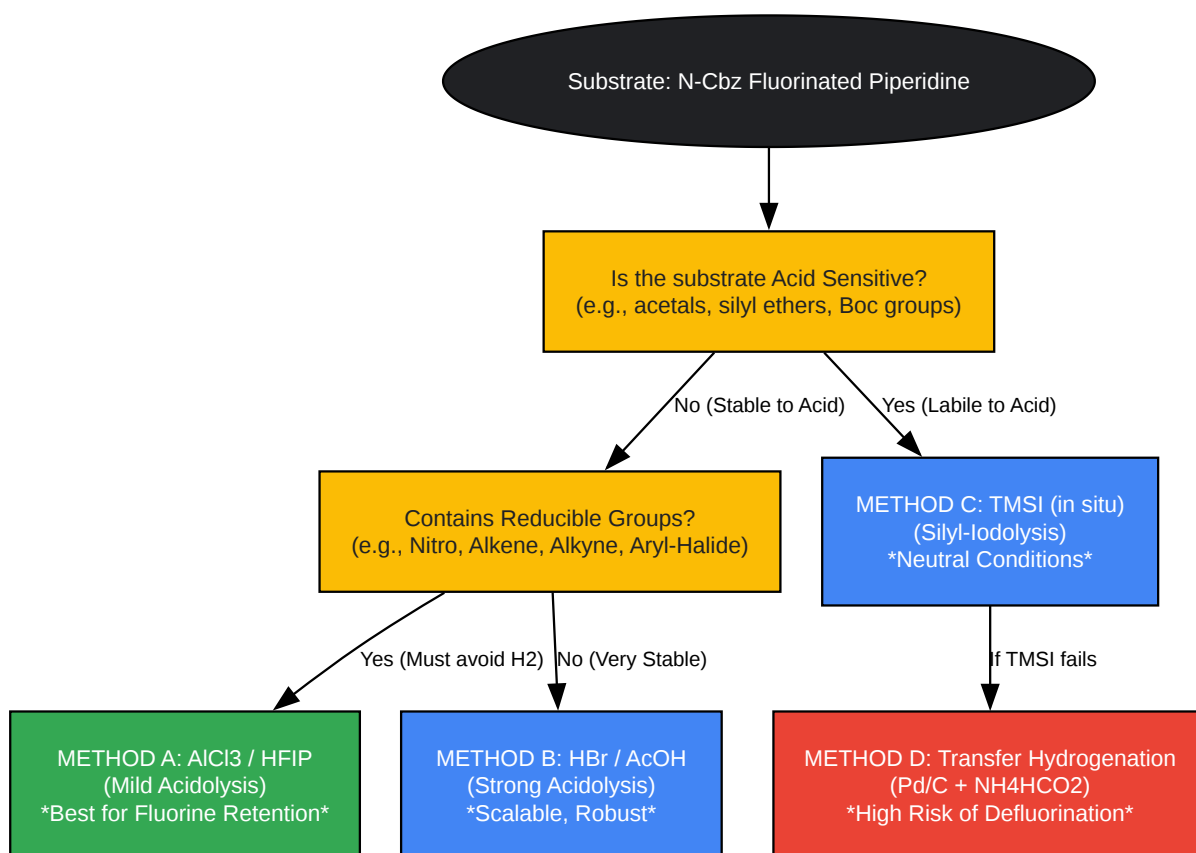 Substrate: N-Cbz Fluorinated Piperidine
Is the substrate Acid Sensitive?
(e.g., acetals, silyl ethers, Boc groups)
No (Stable to Acid)
Yes (Labile to Acid)
Contains Reducible Groups?
(e.g., Nitro, Alkene, Alkyne, Aryl-Halide)
METHOD C: TMSI (in situ)
(Silyl-Iodolysis)
*Neutral Conditions*
Yes (Must avoid H2)
No (Very Stable)
If TMSI fails
METHOD A: AlCl3 / HFIP
(Mild Acidolysis)
*Best for Fluorine Retention*
METHOD B: HBr / AcOH
(Strong Acidolysis)
*Scalable, Robust*
METHOD D: Transfer Hydrogenation
(Pd/C + NH4HCO2)
*High Risk of Defluorination*